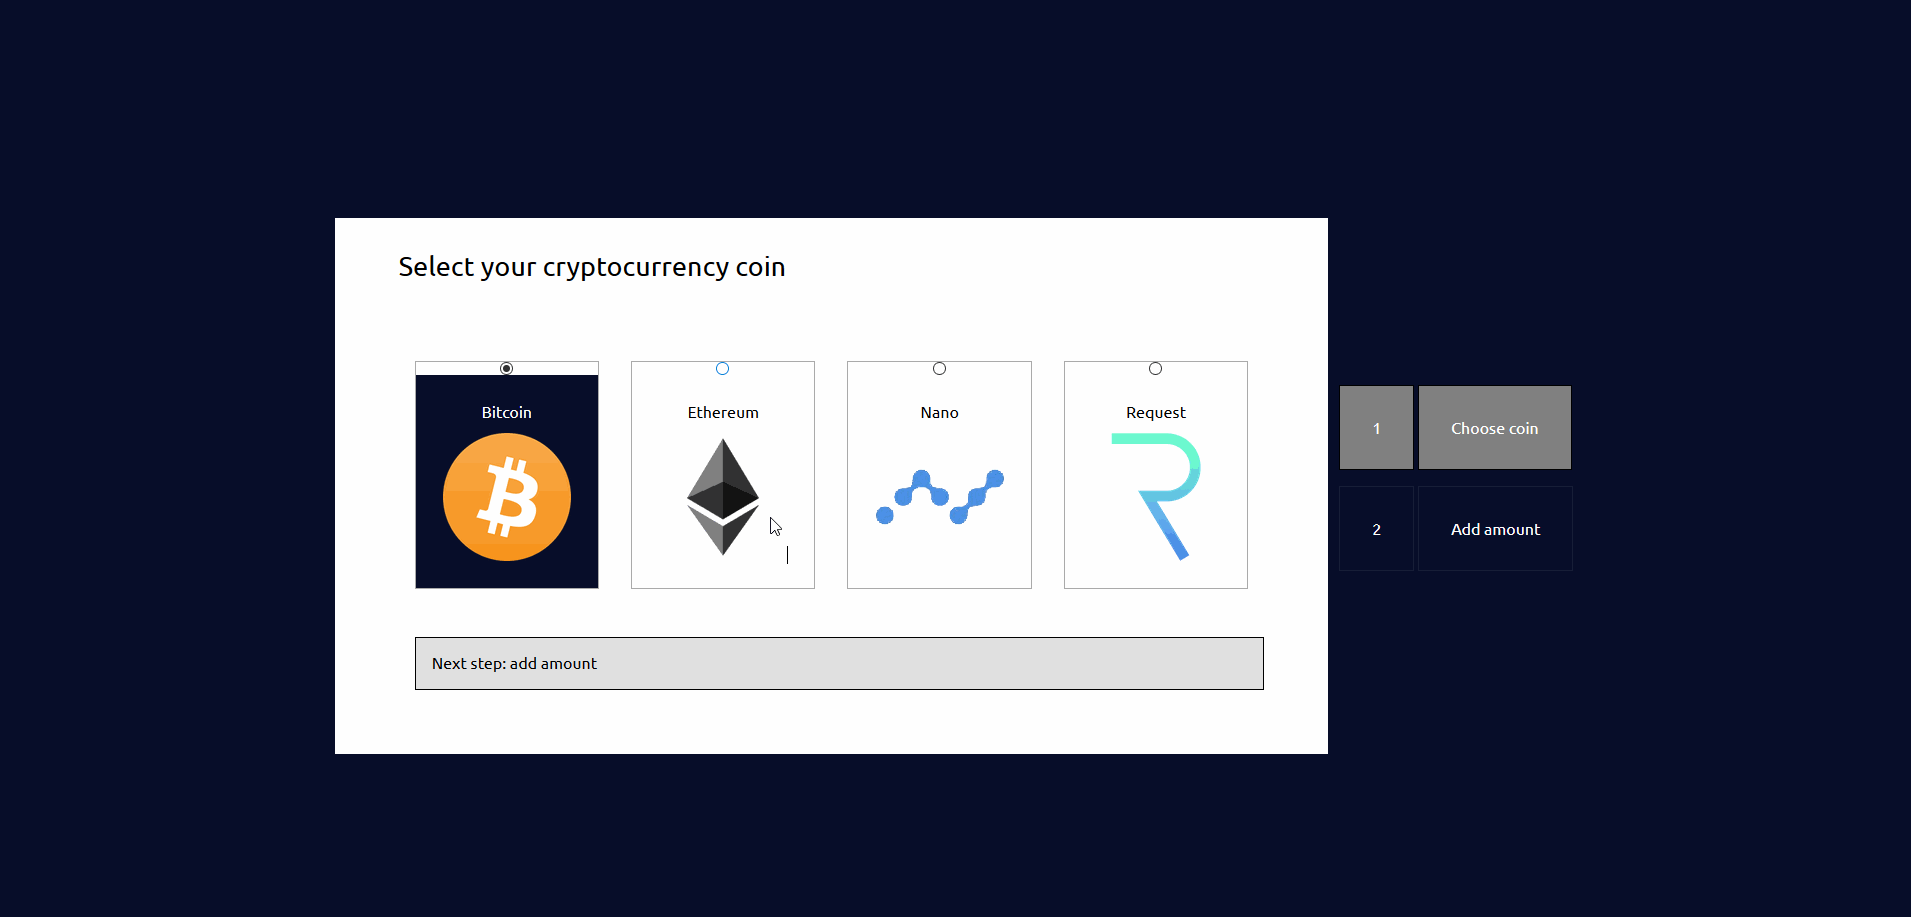 Select your cryptocurrency coin
Bitcoin
Ethereum
Nano
Request
Next step: add amount
1
Choose coin
2
Add amount